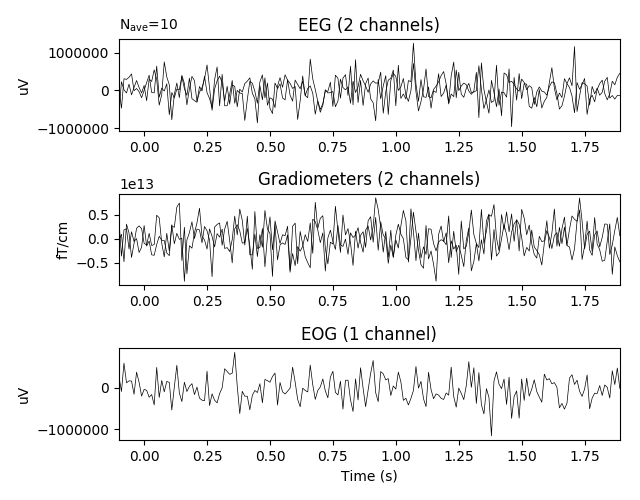 N_ave=10
EEG (2 channels)
1000000
0
−1000000
uV
0.00 0.25 0.50 0.75 1.00 1.25 1.50 1.75
1e13
Gradiometers (2 channels)
0.5
0.0
−0.5
fT/cm
0.00 0.25 0.50 0.75 1.00 1.25 1.50 1.75
EOG (1 channel)
0
−1000000
uV
0.00 0.25 0.50 0.75 1.00 1.25 1.50 1.75
Time (s)